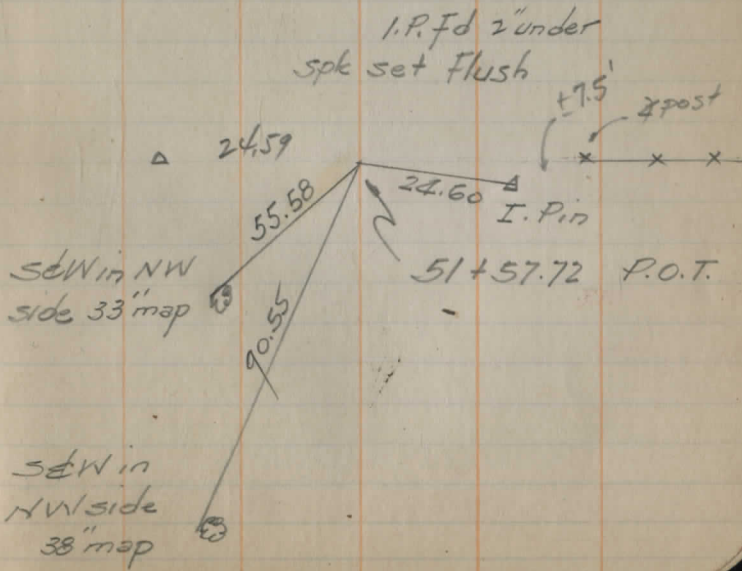 I.P. Fd 2" under
spk set Flush
±7.5'
post
24.59
24.60
I. Pin
55.58
S&W in NW
side 33" map
51+57.72 P.O.T.
90.55
S&W in
NW side
38" map